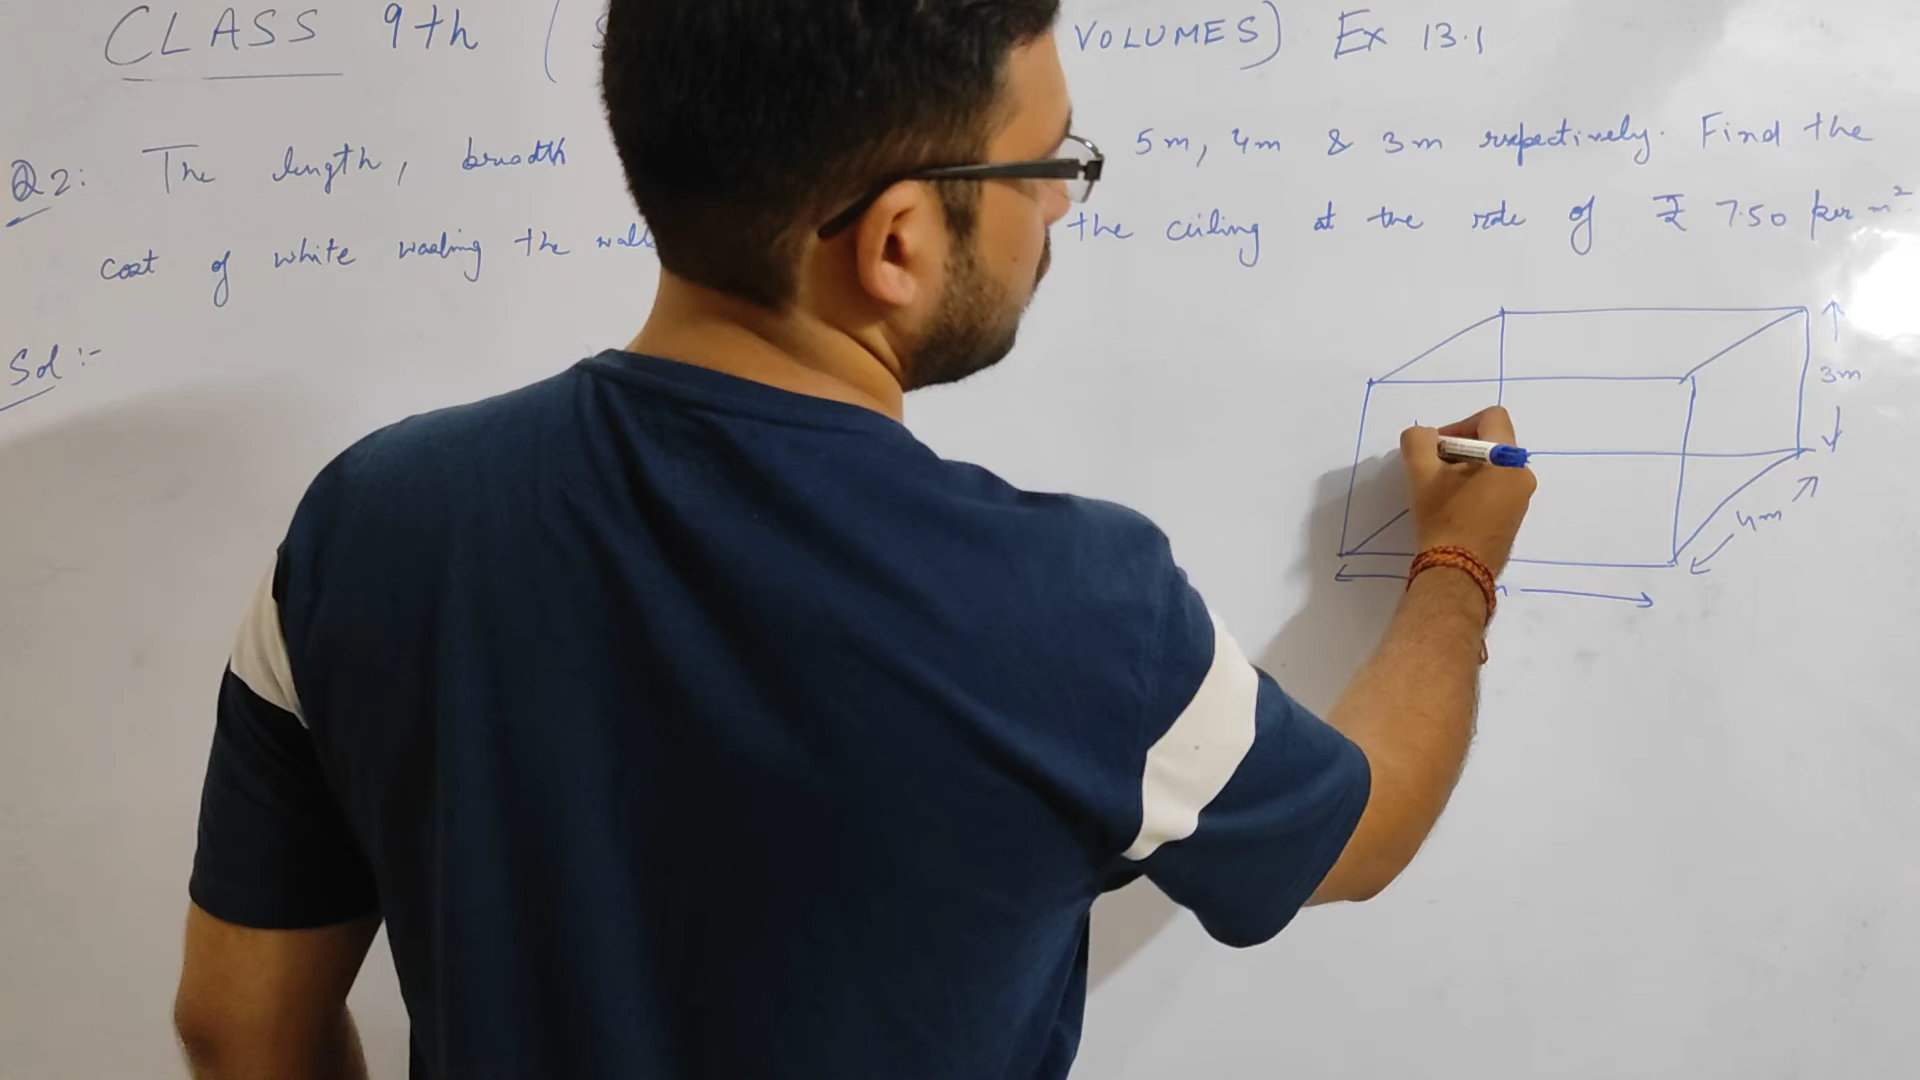 CLASS 9th ( VOLUMES) Ex 13.1
Q2: The length, breadth 5m, 4m & 3m respectively. Find the
cost of white washing the wall the ceiling at the rate of ₹ 7.50 per m²
Sol :-
3m
4m